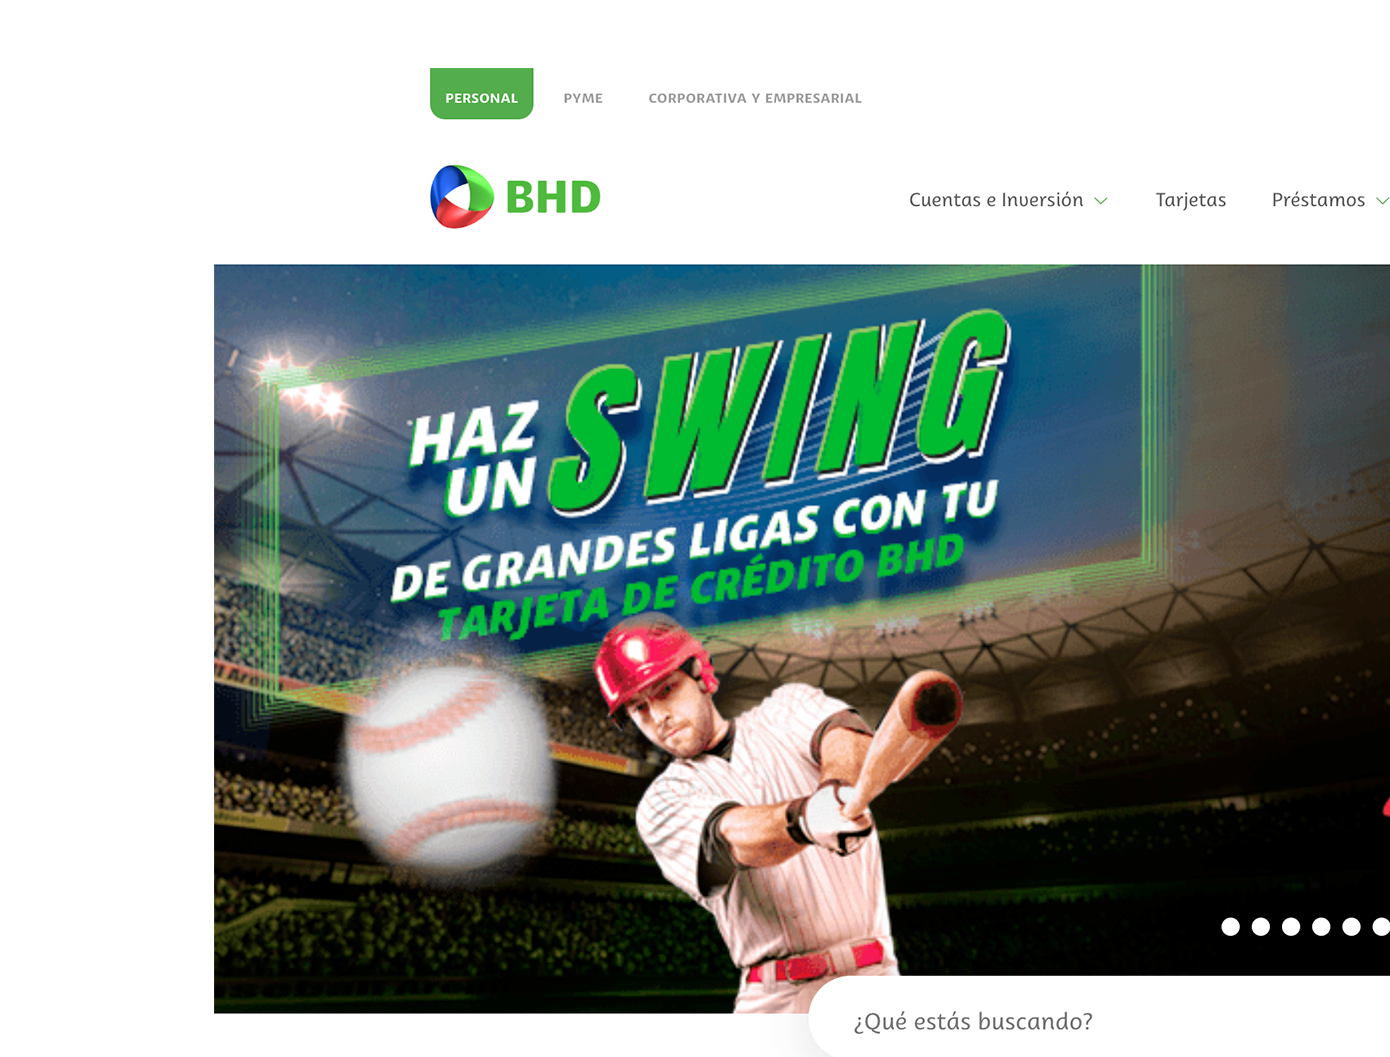 PERSONAL
PYME
CORPORATIVA Y EMPRESARIAL
BHD
Cuentas e Inversión
Tarjetas
Préstamos
HAZ
UN SWING
DE GRANDES LIGAS CON TU
TARJETA DE CRÉDITO BHD
¿Qué estás buscando?